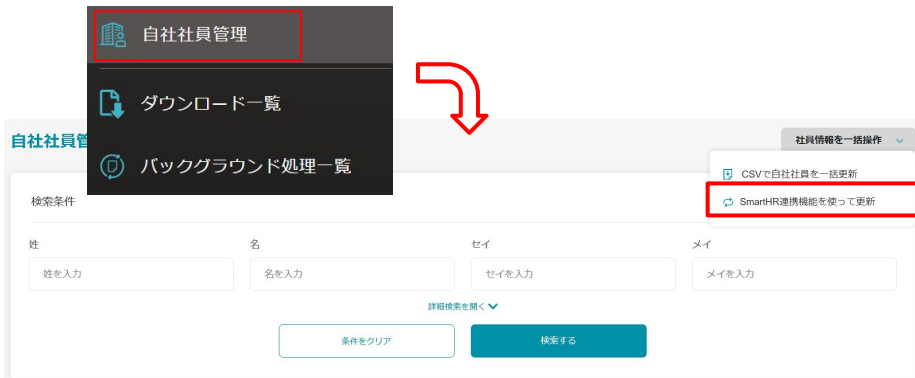 自社社員管理
ダウンロード一覧
バックグラウンド処理一覧
自社社員管
社員情報を一括操作
CSVで自社社員を一括更新
SmartHR連携機能を使って更新
検索条件
姓 名 セイ メイ
姓を入力 名を入力 セイを入力 メイを入力
詳細検索を開く
条件をクリア 検索する